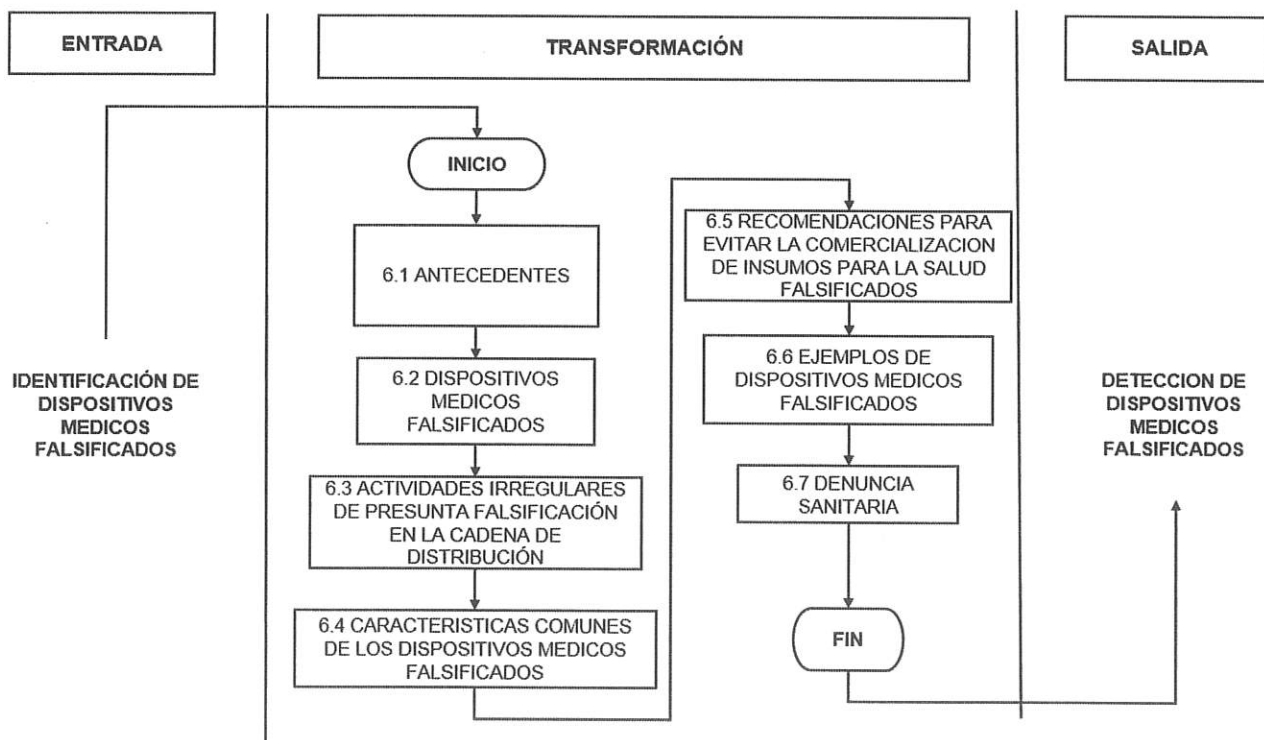 ENTRADA
TRANSFORMACIÓN
SALIDA
IDENTIFICACIÓN DE
DISPOSITIVOS
MEDICOS
FALSIFICADOS
INICIO
6.1 ANTECEDENTES
6.2 DISPOSITIVOS
MEDICOS
FALSIFICADOS
6.3 ACTIVIDADES IRREGULARES
DE PRESUNTA FALSIFICACIÓN
EN LA CADENA DE
DISTRIBUCIÓN
6.4 CARACTERISTICAS COMUNES
DE LOS DISPOSITIVOS MEDICOS
FALSIFICADOS
6.5 RECOMENDACIONES PARA
EVITAR LA COMERCIALIZACION
DE INSUMOS PARA LA SALUD
FALSIFICADOS
6.6 EJEMPLOS DE
DISPOSITIVOS MEDICOS
FALSIFICADOS
6.7 DENUNCIA
SANITARIA
FIN
DETECCION DE
DISPOSITIVOS
MEDICOS
FALSIFICADOS